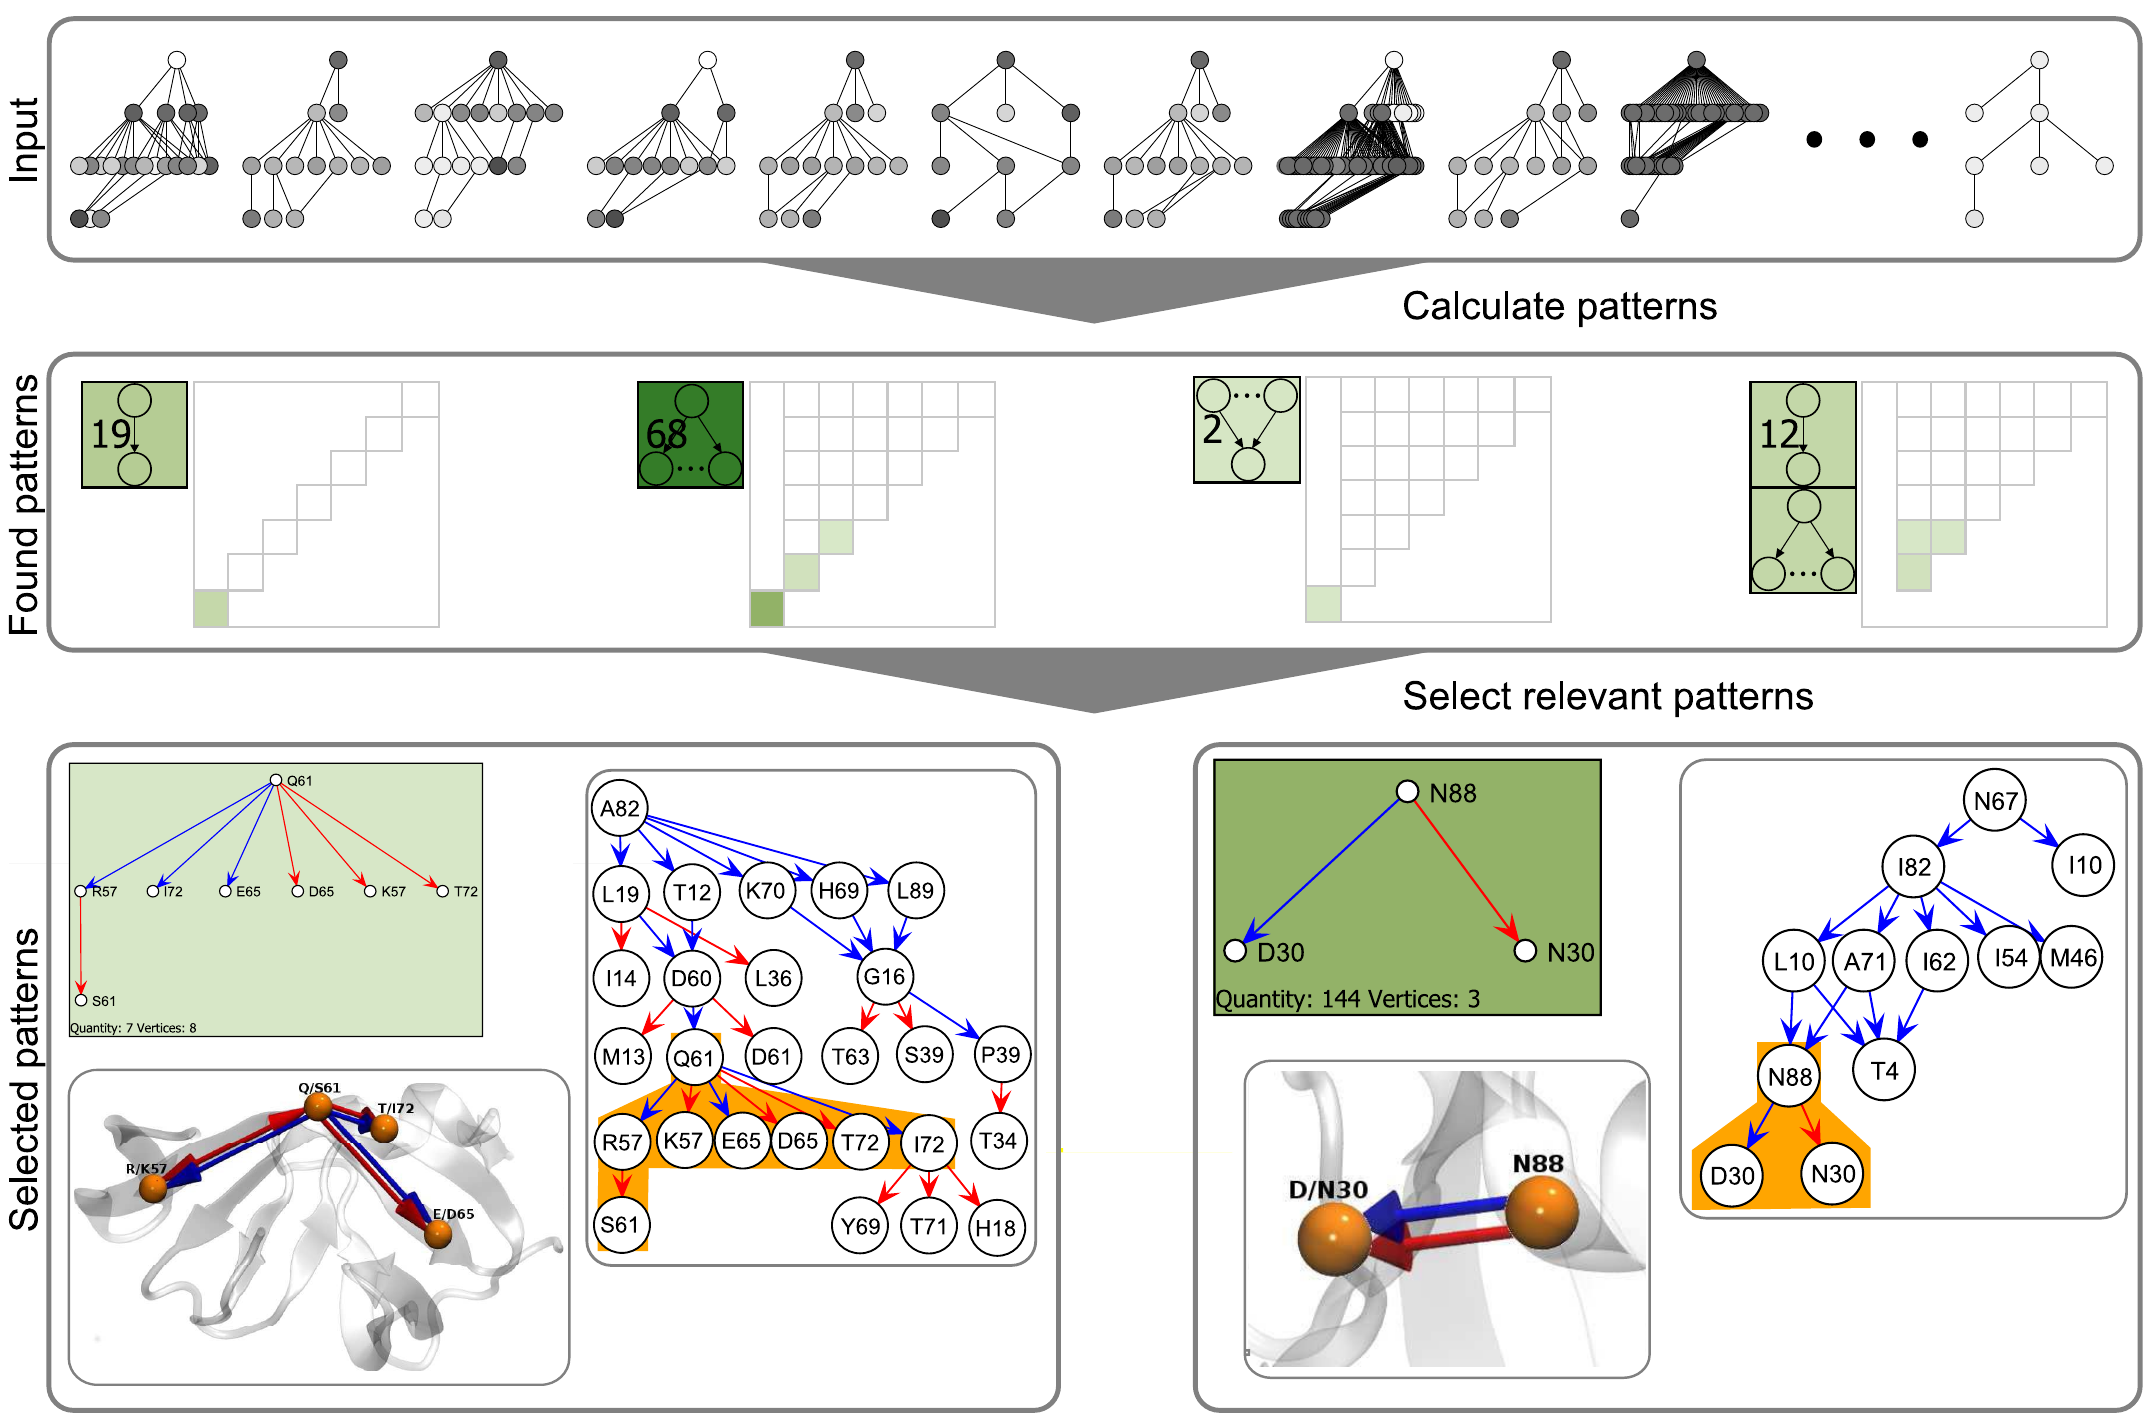 Input
Calculate patterns
Found patterns
19
68
2
12
Select relevant patterns
Selected patterns
Q61
R57
I72
E65
D65
K57
T72
S61
Quantity: 7 Vertices: 8
Q/S61
T/I72
R/K57
E/D65
A82
L19
T12
K70
H69
L89
I14
D60
L36
G16
M13
Q61
D61
T63
S39
P39
R57
K57
E65
D65
T72
I72
T34
S61
Y69
T71
H18
N88
D30
N30
Quantity: 144 Vertices: 3
N88
D/N30
N67
I82
I10
L10
A71
I62
I54
M46
N88
T4
D30
N30